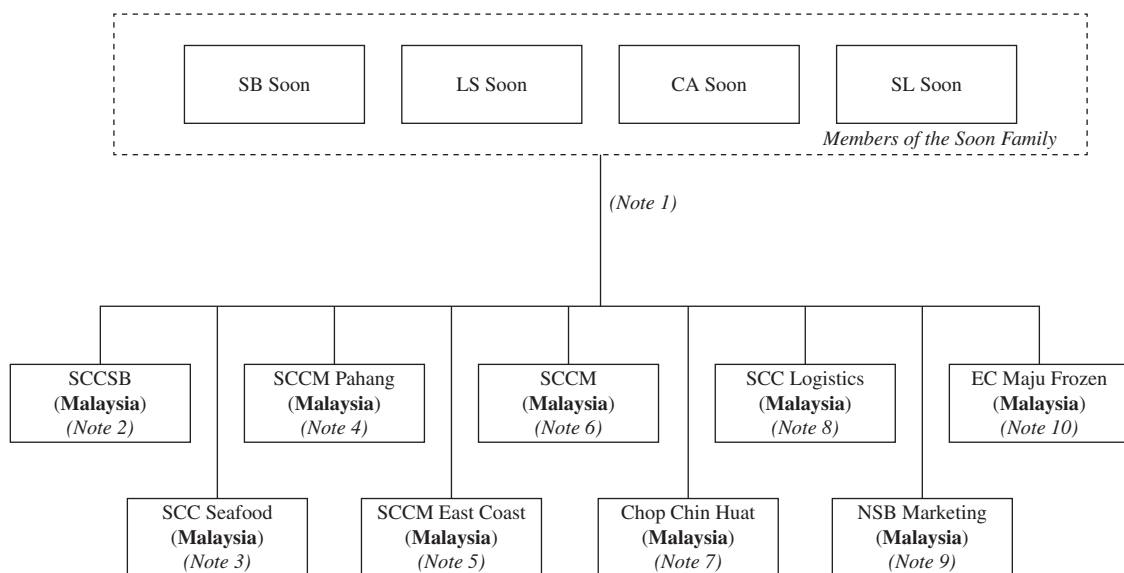 SB Soon
LS Soon
CA Soon
SL Soon
Members of the Soon Family
(Note 1)
SCCSB
(Malaysia)
(Note 2)
SCCM Pahang
(Malaysia)
(Note 4)
SCCM
(Malaysia)
(Note 6)
SCC Logistics
(Malaysia)
(Note 8)
EC Maju Frozen
(Malaysia)
(Note 10)
SCC Seafood
(Malaysia)
(Note 3)
SCCM East Coast
(Malaysia)
(Note 5)
Chop Chin Huat
(Malaysia)
(Note 7)
NSB Marketing
(Malaysia)
(Note 9)